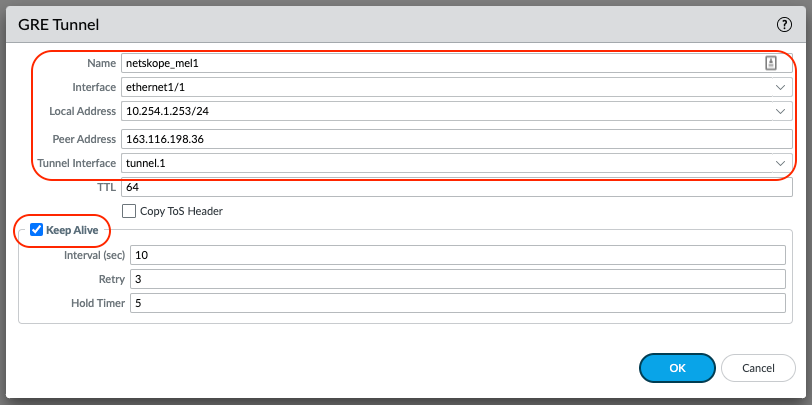 GRE Tunnel ?
Name netskope_mel1
Interface ethernet1/1
Local Address 10.254.1.253/24
Peer Address 163.116.198.36
Tunnel Interface tunnel.1
TTL 64
Copy ToS Header
Keep Alive
Interval (sec) 10
Retry 3
Hold Timer 5
OK Cancel